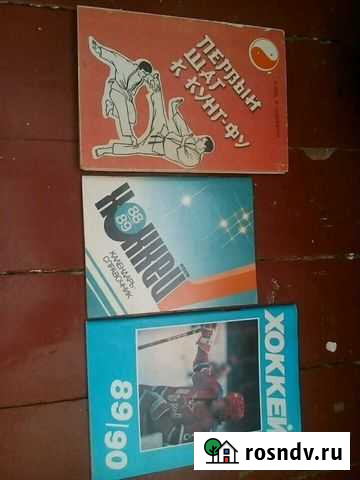 ПЕРВЫЙ
ШАГ
К КУНГ-ФУ
ХОККЕЙ
88
89
КАЛЕНДАРЬ-
СПРАВОЧНИК
ХОККЕЙ
89/90
rosndv.ru